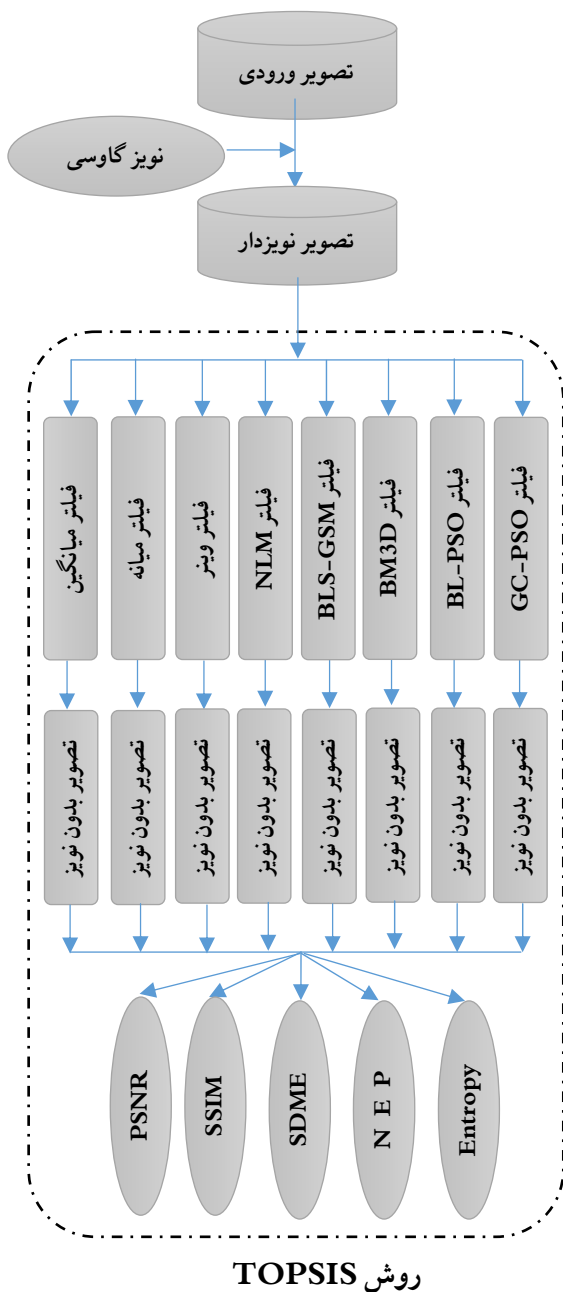 تصویر ورودی
نویز گاوسی
تصویر نویزدار
فیلتر میانگین
فیلتر میانه
فیلتر وینر
فیلتر NLM
فیلتر BLS-GSM
فیلتر BM3D
فیلتر BL-PSO
فیلتر GC-PSO
تصویر بدون نویز
تصویر بدون نویز
تصویر بدون نویز
تصویر بدون نویز
تصویر بدون نویز
تصویر بدون نویز
تصویر بدون نویز
تصویر بدون نویز
PSNR
SSIM
SDME
N E P
Entropy
روش TOPSIS